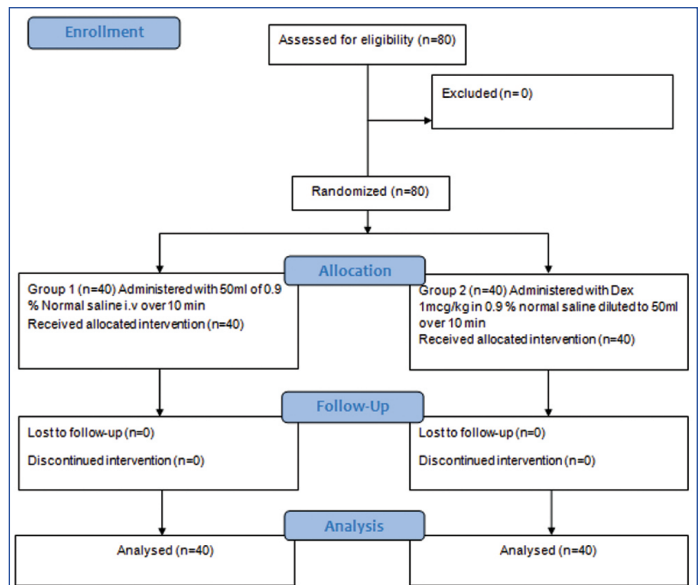 Enrollment
Assessed for eligibility (n=80)
Excluded (n= 0)
Randomized (n=80)
Allocation
Group 1 (n=40) Administered with 50ml of 0.9
% Normal saline i.v over 10 min
Received allocated intervention (n=40)
Group 2 (n=40) Administered with Dex
1mcg/kg in 0.9 % normal saline diluted to 50ml
over 10 min
Received allocated intervention (n=40)
Follow-Up
Lost to follow-up (n=0)
Discontinued intervention (n=0)
Lost to follow-up (n=0)
Discontinued intervention (n=0)
Analysis
Analysed (n=40)
Analysed (n=40)